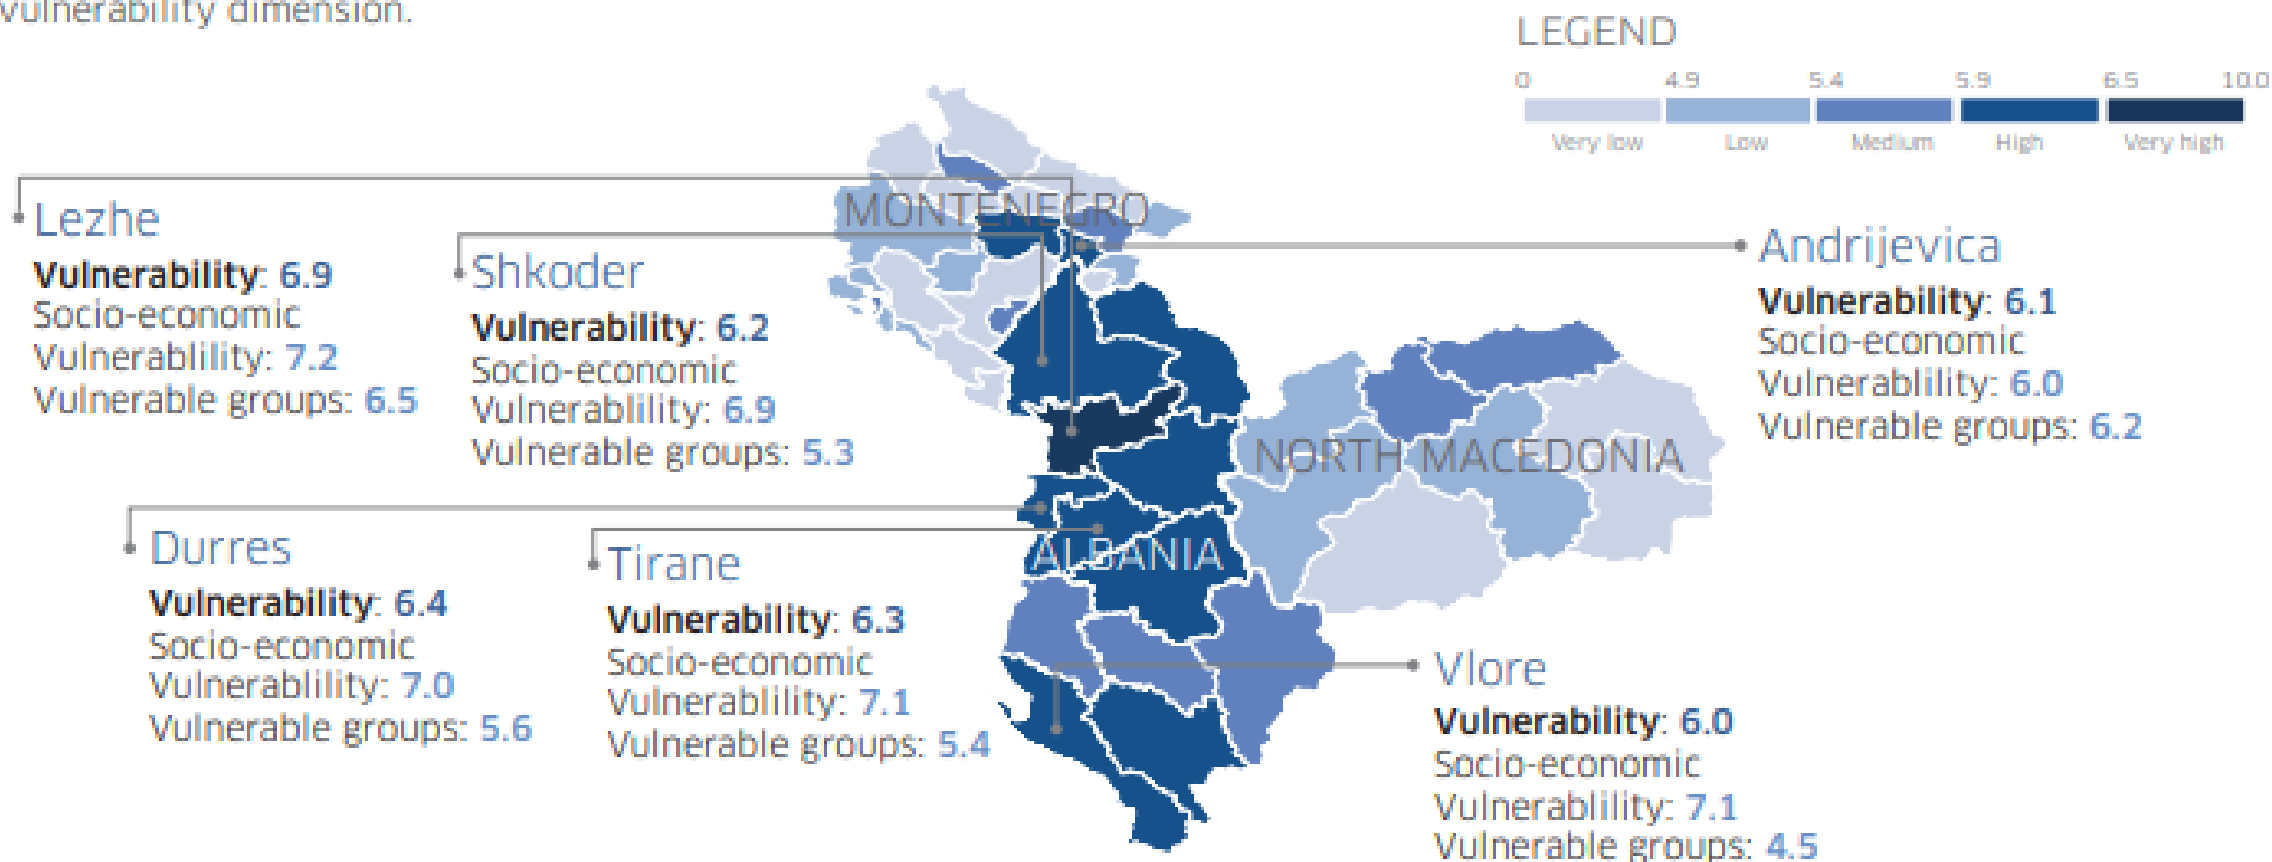 vulnerability dimension.
LEGEND
0 4.9 5.4 5.9 6.5 10.0
Very low Low Medium High Very high
MONTENEGRO
Lezhe
Vulnerability: 6.9
Socio-economic
Vulnerablility: 7.2
Vulnerable groups: 6.5
Shkoder
Vulnerability: 6.2
Socio-economic
Vulnerablility: 6.9
Vulnerable groups: 5.3
Andrijevica
Vulnerability: 6.1
Socio-economic
Vulnerablility: 6.0
Vulnerable groups: 6.2
NORTH MACEDONIA
ALBANIA
Durres
Vulnerability: 6.4
Socio-economic
Vulnerablility: 7.0
Vulnerable groups: 5.6
Tirane
Vulnerability: 6.3
Socio-economic
Vulnerablility: 7.1
Vulnerable groups: 5.4
Vlore
Vulnerability: 6.0
Socio-economic
Vulnerablility: 7.1
Vulnerable groups: 4.5